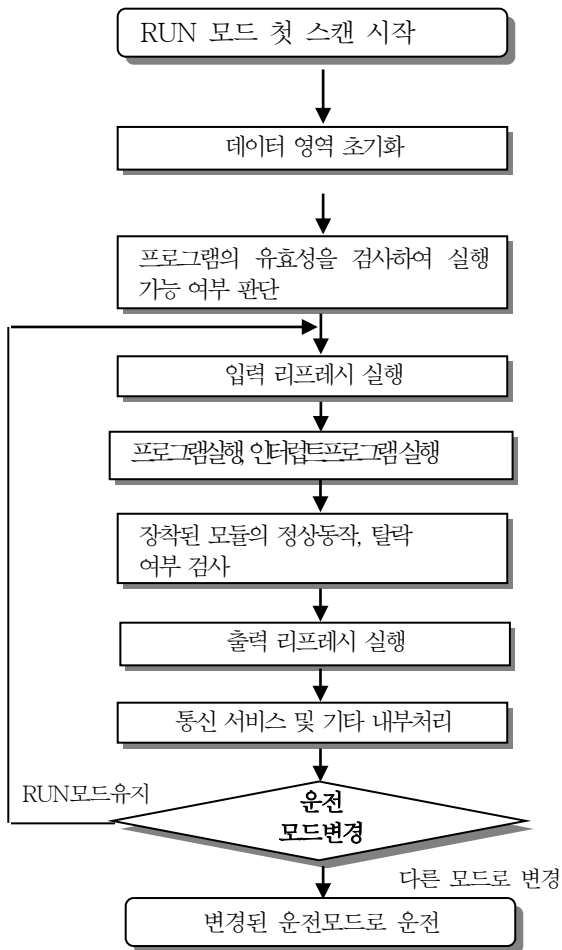 RUN 모드 첫 스캔 시작
데이터 영역 초기화
프로그램의 유효성을 검사하여 실행
가능 여부 판단
입력 리프레시 실행
프로그램실행, 인터럽트프로그램 실행
장착된 모듈의 정상동작, 탈락
여부 검사
출력 리프레시 실행
통신 서비스 및 기타 내부처리
RUN모드유지
운전
모드변경
다른 모드로 변경
변경된 운전모드로 운전